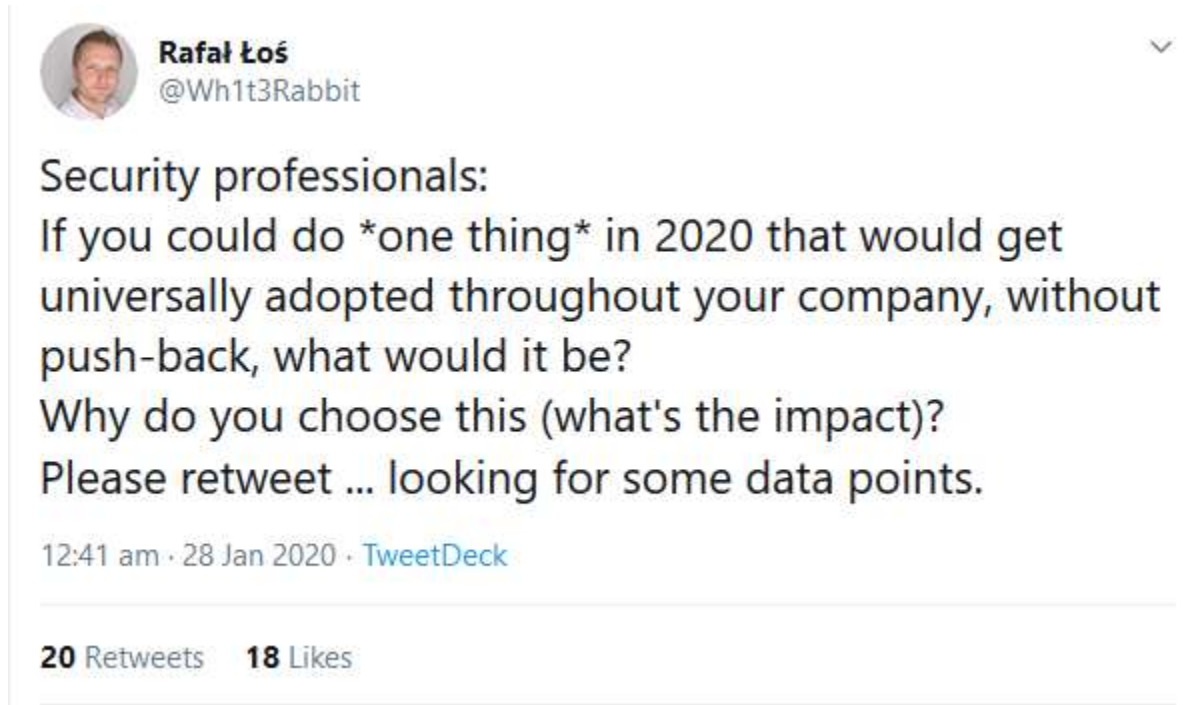 Rafał Łoś
@Wh1t3Rabbit
Security professionals:
If you could do *one thing* in 2020 that would get
universally adopted throughout your company, without
push-back, what would it be?
Why do you choose this (what's the impact)?
Please retweet ... looking for some data points.
12:41 am · 28 Jan 2020 · TweetDeck
20 Retweets 18 Likes